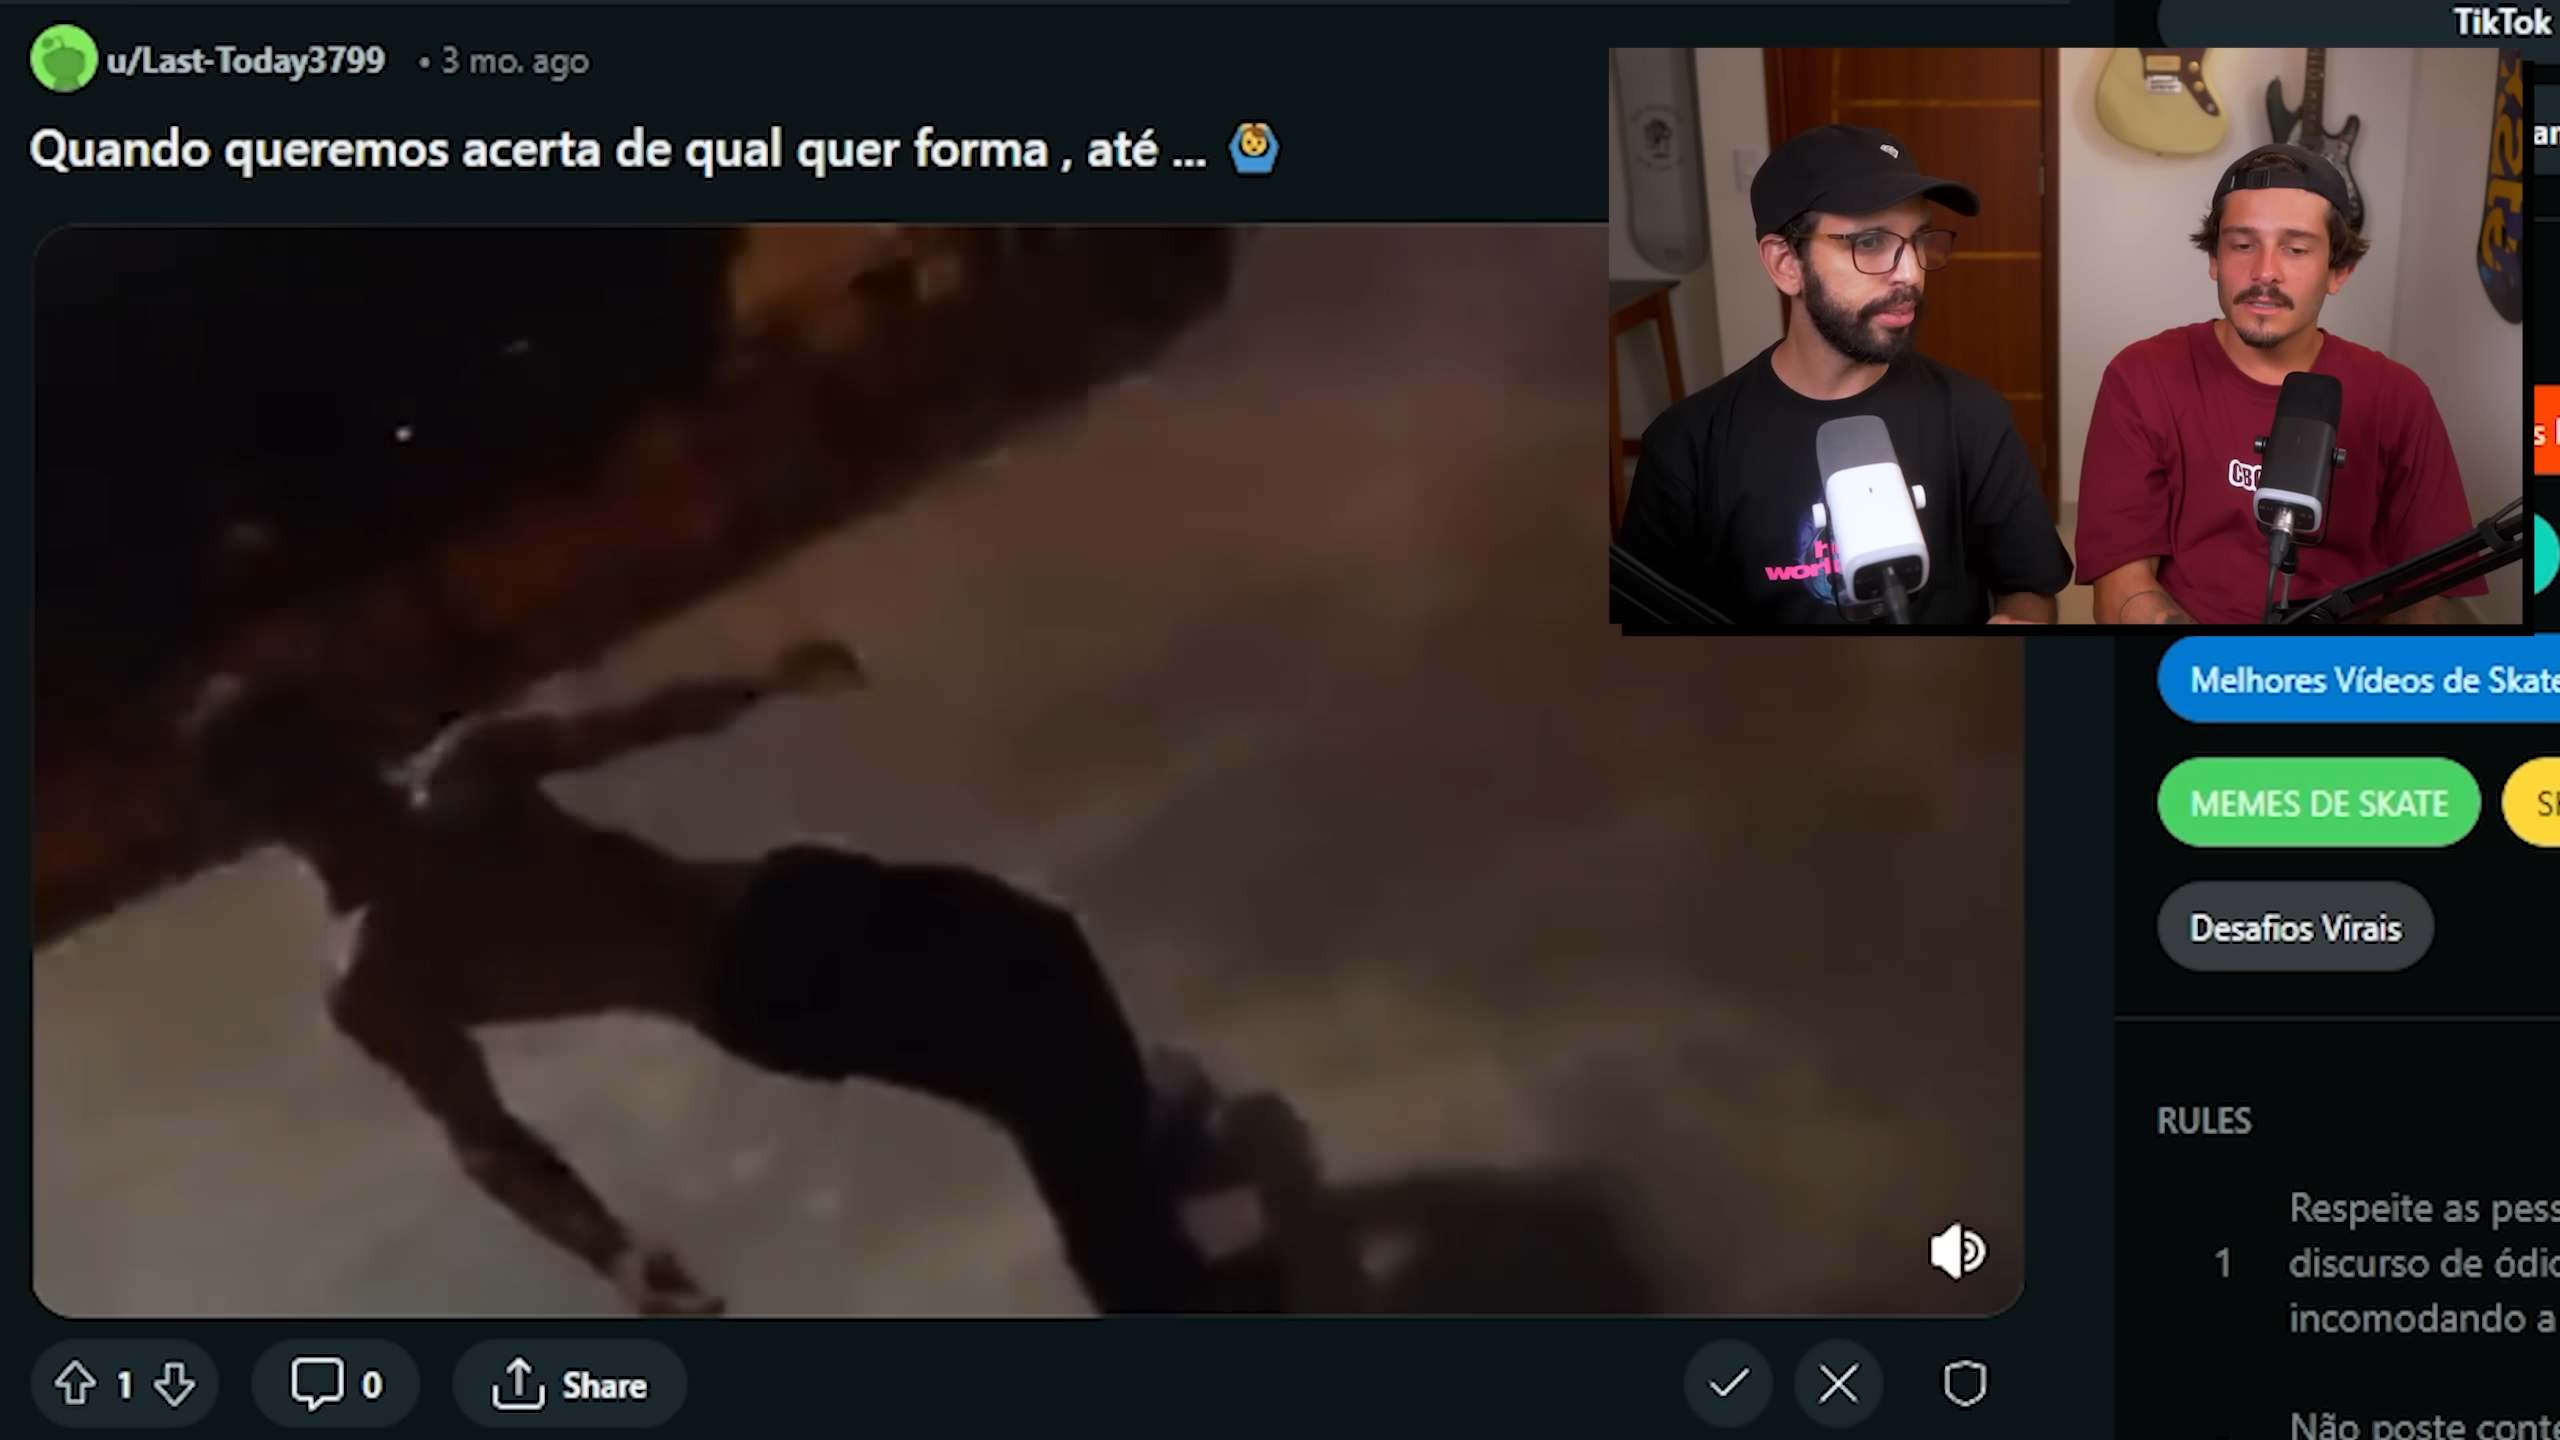 u/Last-Today3799 • 3 mo. ago
Quando queremos acerta de qual quer forma , até ...
TikTok
CBG
worl
Melhores Vídeos de Skate
MEMES DE SKATE
Desafios Virais
RULES
1
Respeite as pess
discurso de ódio
incomodando a
Não poste conte
1
0
Share